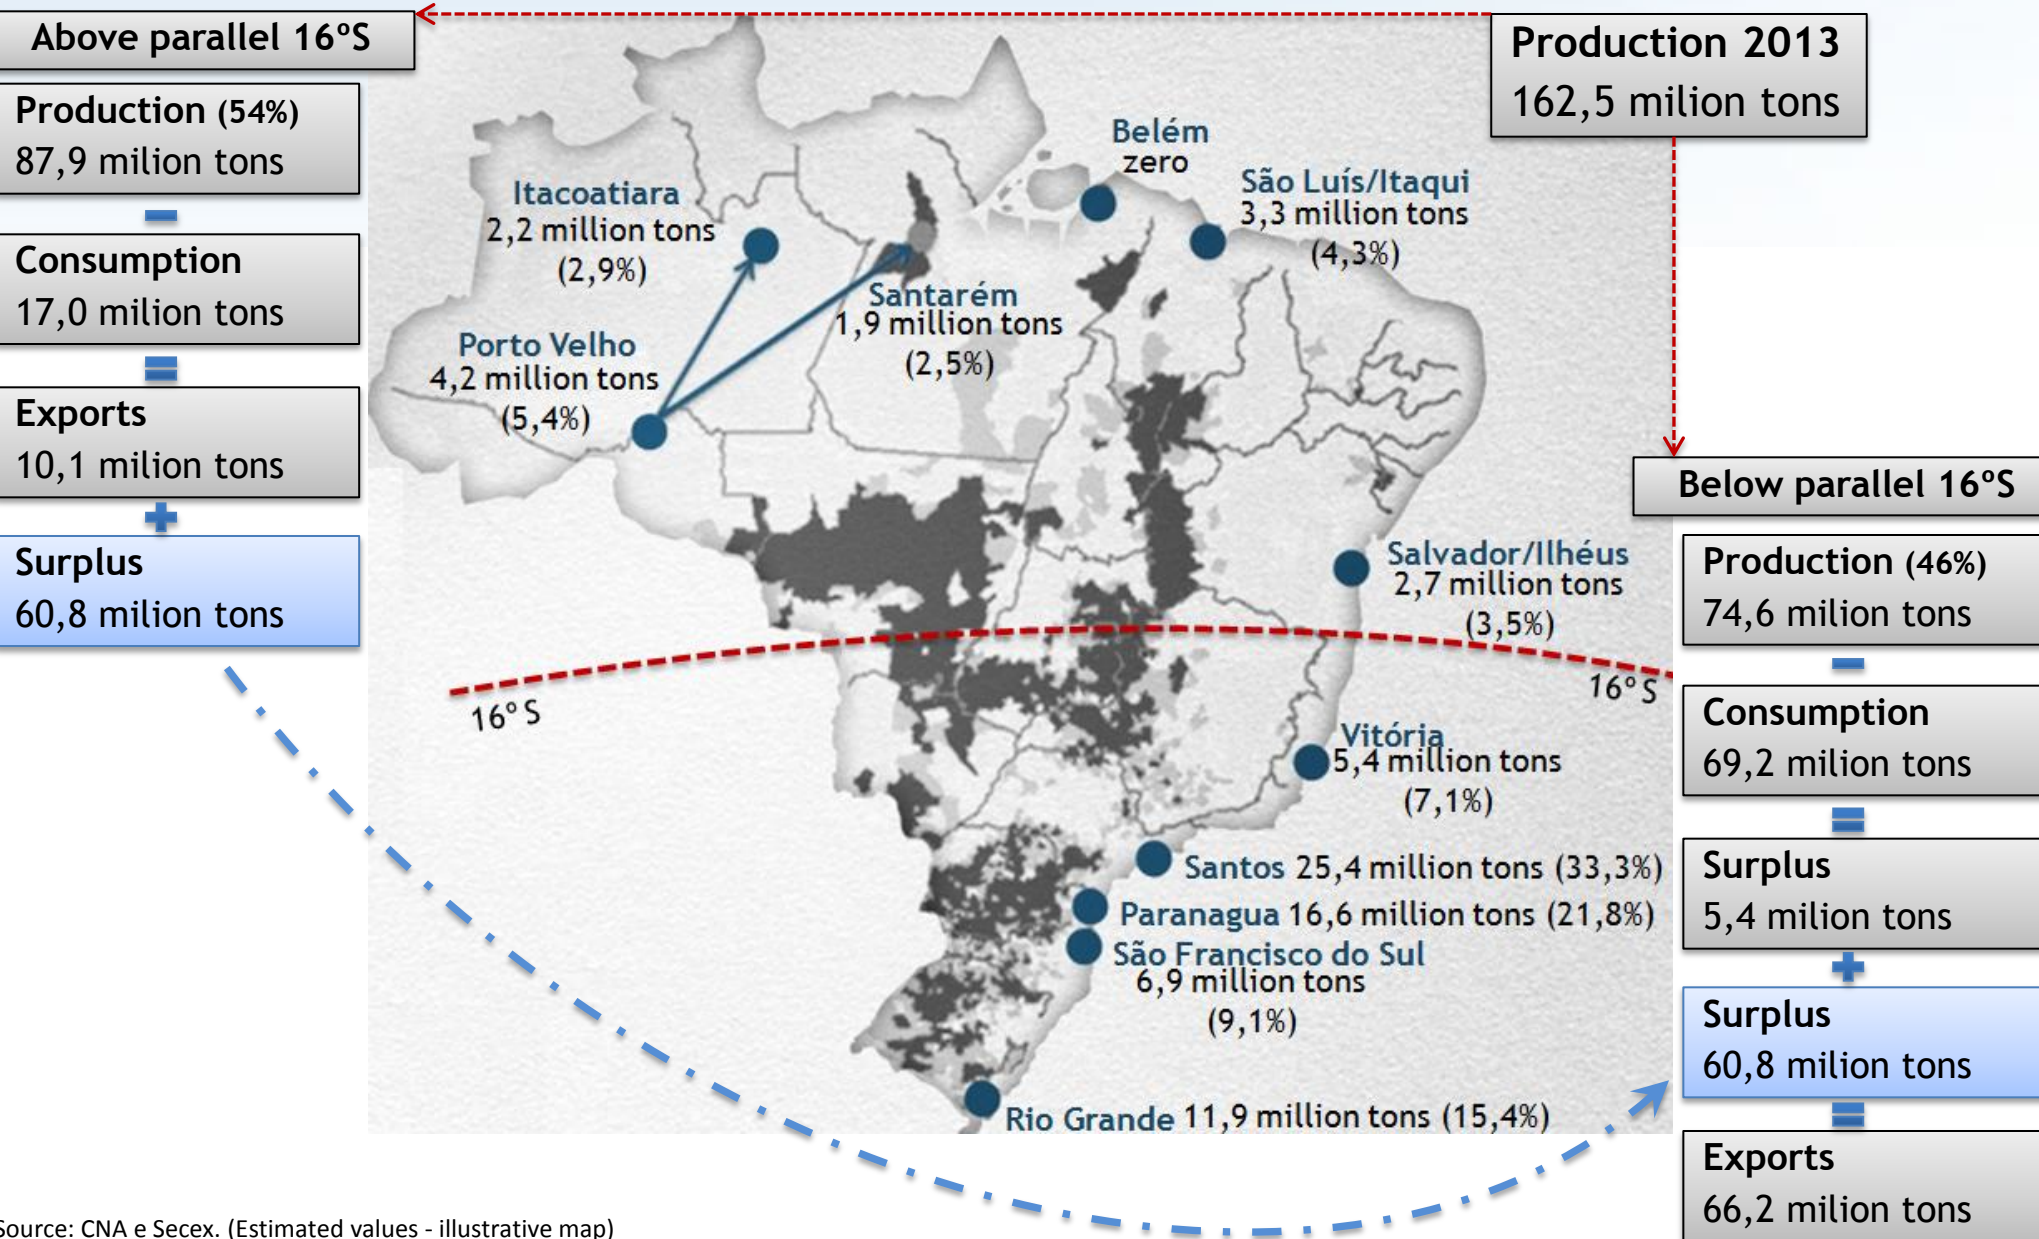 Above parallel 16ºS
Production (54%)
87,9 milion tons
Consumption
17,0 milion tons
Exports
10,1 milion tons
Surplus
60,8 milion tons
Production 2013
162,5 milion tons
Belém
zero
São Luís/Itaqui
3,3 million tons
(4,3%)
Itacoatiara
2,2 million tons
(2,9%)
Santarém
1,9 million tons
(2,5%)
Porto Velho
4,2 million tons
(5,4%)
Salvador/Ilhéus
2,7 million tons
(3,5%)
16º S
16º S
Vitória
5,4 million tons
(7,1%)
Santos 25,4 million tons (33,3%)
Paranagua 16,6 million tons (21,8%)
São Francisco do Sul
6,9 million tons
(9,1%)
Rio Grande 11,9 million tons (15,4%)
Below parallel 16ºS
Production (46%)
74,6 milion tons
Consumption
69,2 milion tons
Surplus
5,4 milion tons
Surplus
60,8 milion tons
Exports
66,2 milion tons
Source: CNA e Secex. (Estimated values - illustrative map)